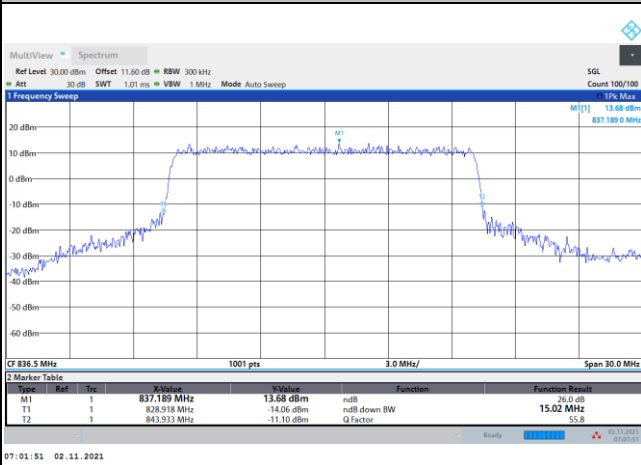 MultiView Spectrum
Ref Level 30.00 dBm Offset 11.60 dB RBW 300 kHz SGL
Att 30 dB SWT 1.01 ms VBW 1 MHz Mode Auto Sweep Count 100/100
1 Frequency Sweep 1Pk Max
M1[1] 13.68 dBm
837.189 0 MHz
20 dBm
M1
10 dBm
0 dBm
-10 dBm
T1 T2
-20 dBm
-30 dBm
-40 dBm
-50 dBm
-60 dBm
CF 836.5 MHz 1001 pts 3.0 MHz/ Span 30.0 MHz
2 Marker Table
Type Ref Trc X-Value Y-Value Function Function Result
M1 1 837.189 MHz 13.68 dBm ndB 26.0 dB
T1 1 828.918 MHz -14.06 dBm ndB down BW 15.02 MHz
T2 1 843.933 MHz -11.10 dBm Q Factor 55.8
Ready 02.11.2021
07:01:51
07:01:51 02.11.2021